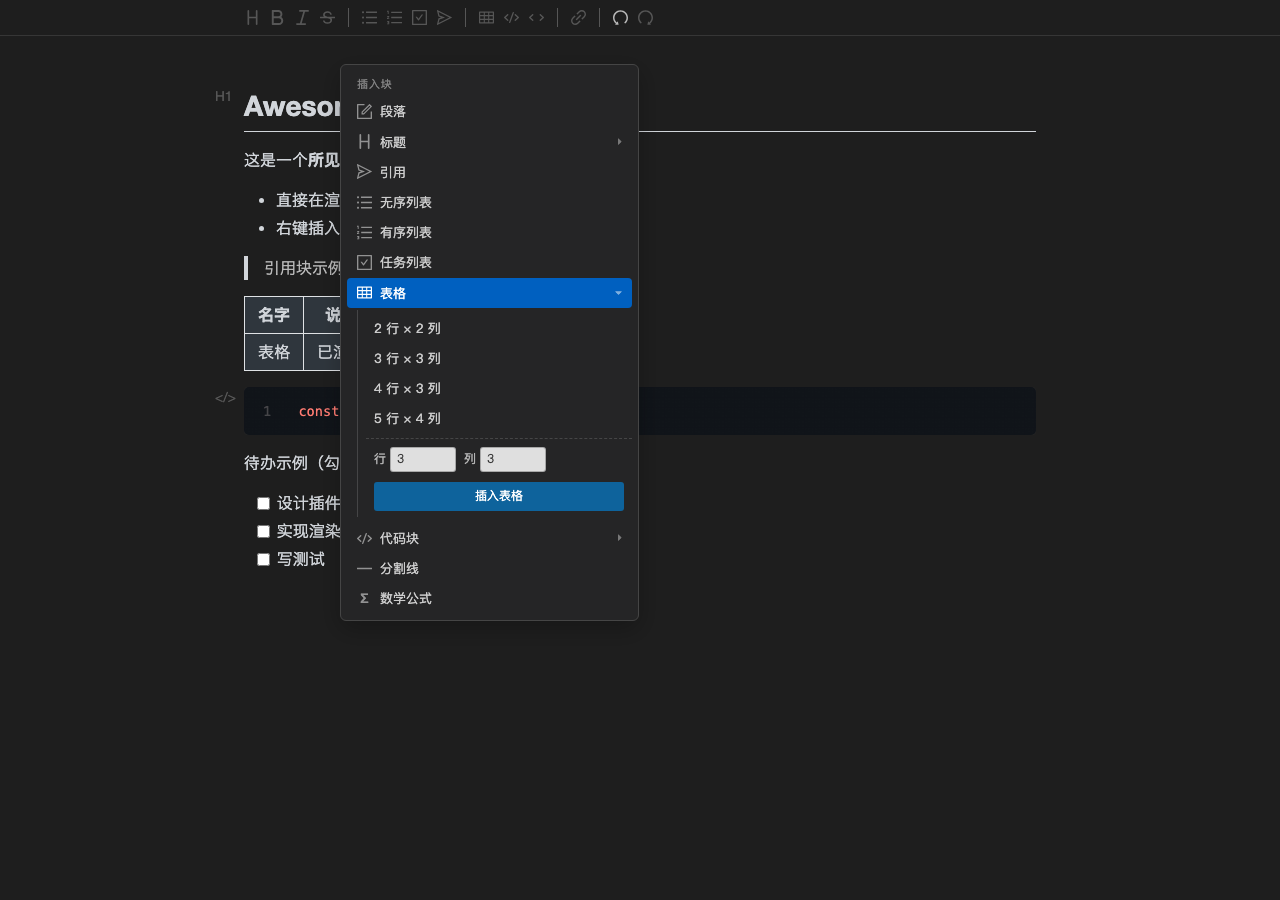 H1
Aweso
插入块
段落
标题
引用
无序列表
有序列表
任务列表
表格
2 行 × 2 列
3 行 × 3 列
4 行 × 3 列
5 行 × 4 列
行 3 列 3
插入表格
代码块
分割线
Σ 数学公式
这是一个所见
直接在渲
右键插入
引用块示例
名字 说
表格 已渲
</>
1 const
待办示例（勾
设计插件
实现渲染
写测试